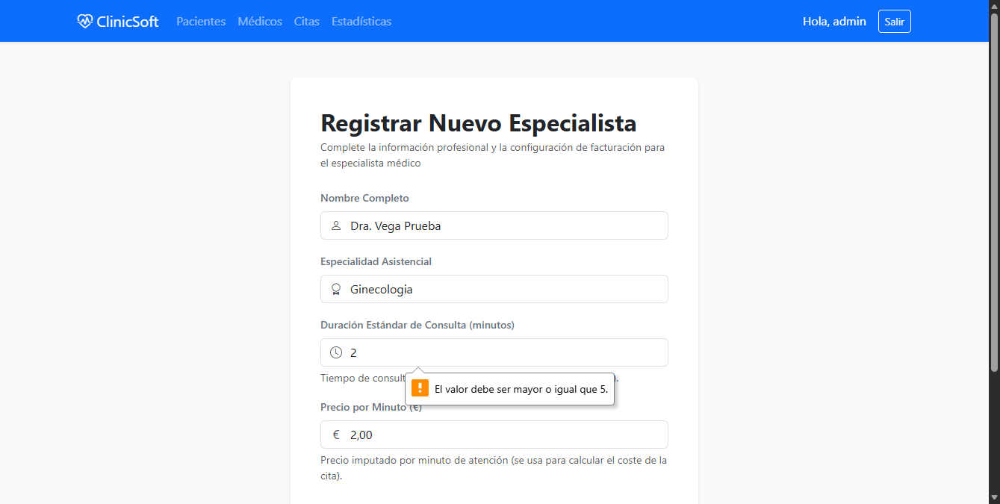 ClinicSoft Pacientes Médicos Citas Estadísticas Hola, admin Salir
Registrar Nuevo Especialista
Complete la información profesional y la configuración de facturación para
el especialista médico
Nombre Completo
Dra. Vega Prueba
Especialidad Asistencial
Ginecologia
Duración Estándar de Consulta (minutos)
2
Tiempo de consult
El valor debe ser mayor o igual que 5.
Precio por Minuto (€)
€ 2,00
Precio imputado por minuto de atención (se usa para calcular el coste de la
cita).